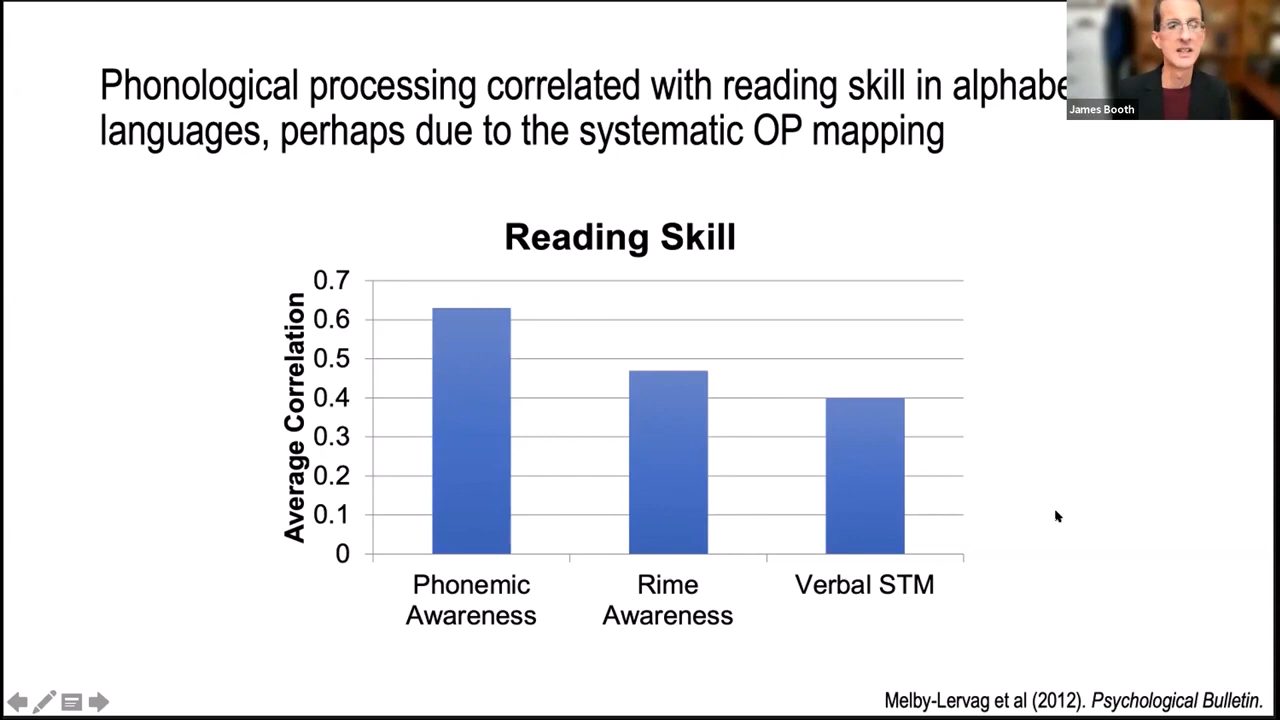 Phonological processing correlated with reading skill in
James Booth
languages, perhaps due to the systematic OP mapping
Reading Skill
Average Correlation
0.7
0.6
0.5
0.4
0.3
0.2
0.1
0
Phonemic Awareness
Rime Awareness
Verbal STM
Melby-Lervag et al (2012). Psychological Bulletin.